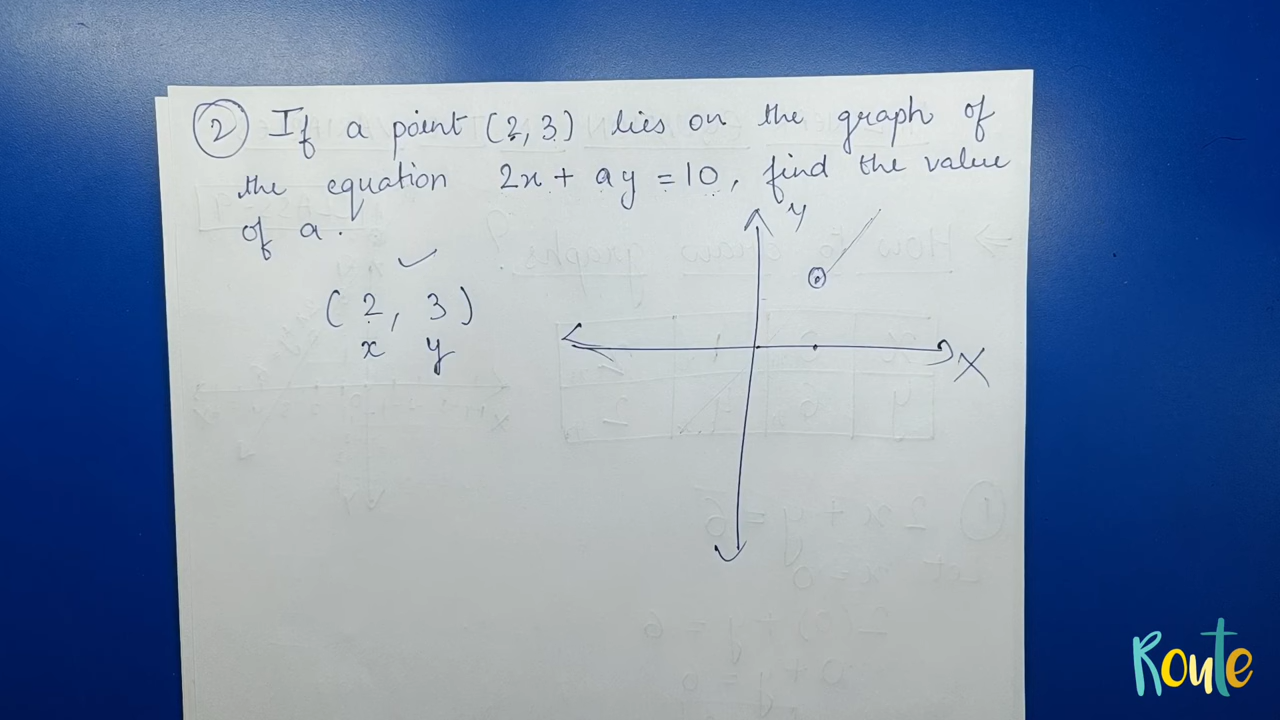 ② If a point (2, 3) lies on the graph of
the equation 2x + ay = 10, find the value
of a.
(2, 3)
x y
y
X
Route